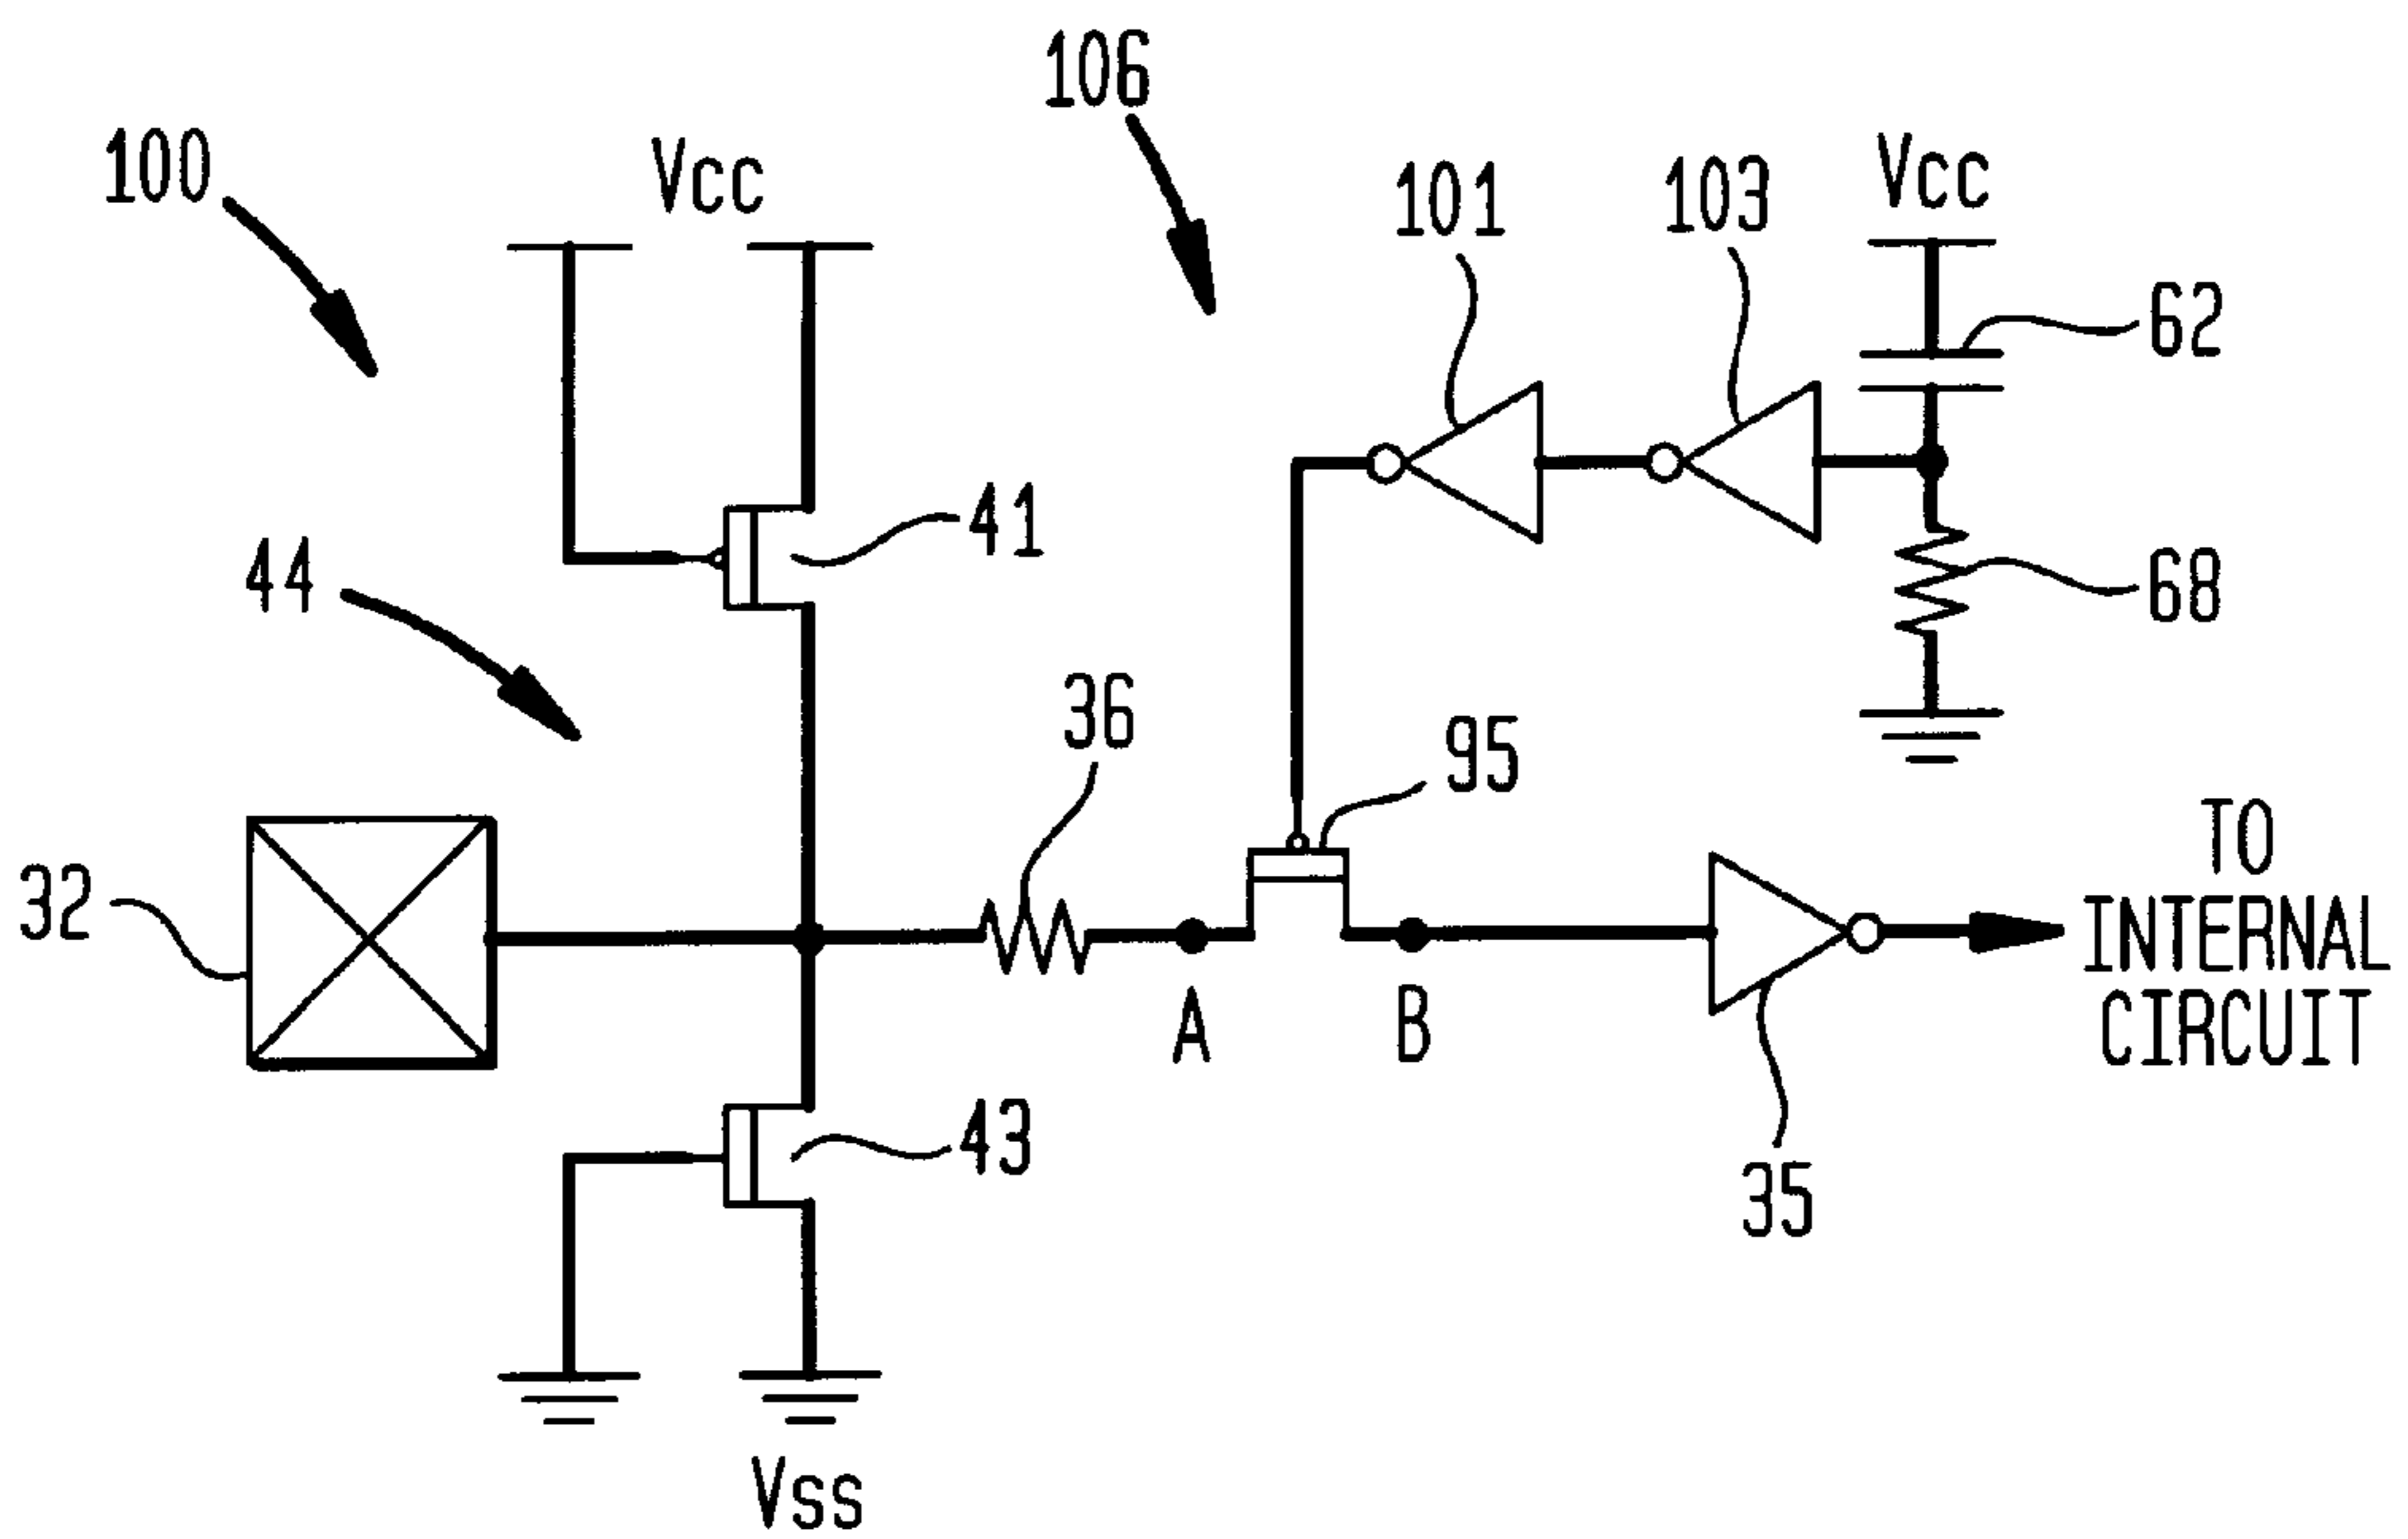 106
100
Vcc
101
103
Vcc
62
41
44
68
36
95
32
TO
INTERNAL
CIRCUIT
A
B
43
35
Vss